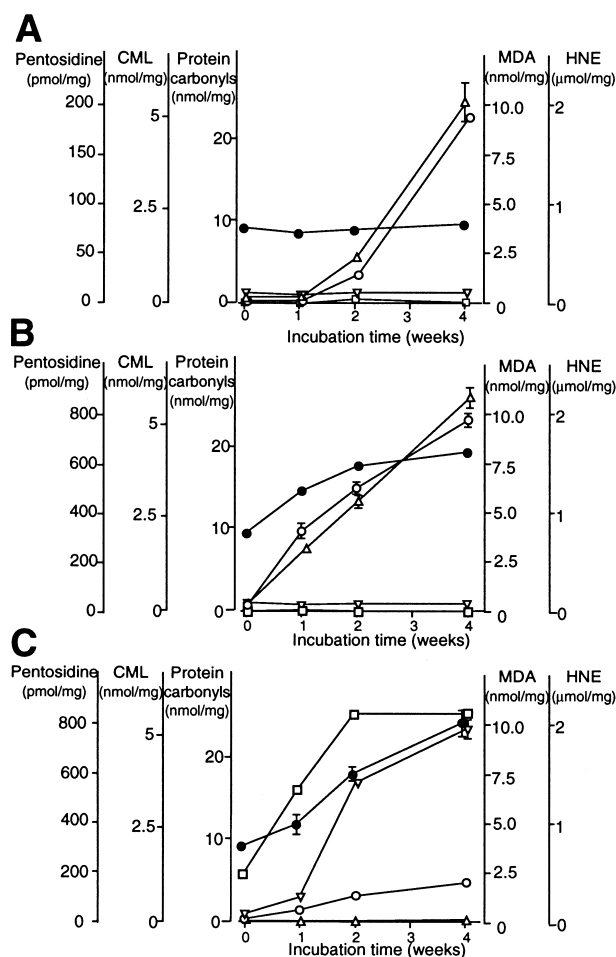 A
Pentosidine CML Protein MDA HNE
(pmol/mg) (nmol/mg) carbonyls (nmol/mg) (μmol/mg)
(nmol/mg)
200 5 20 10.0 2
150 7.5
100 2.5 10 5.0 1
50 2.5
0 0 0 0 0
0 1 2 3 4
Incubation time (weeks)
B
Pentosidine CML Protein MDA HNE
(pmol/mg) (nmol/mg) carbonyls (nmol/mg) (μmol/mg)
(nmol/mg)
800 5 20 10.0 2
600 7.5
400 2.5 10 5.0 1
200 2.5
0 0 0 0 0
0 1 2 3 4
Incubation time (weeks)
C
Pentosidine CML Protein MDA HNE
(pmol/mg) (nmol/mg) carbonyls (nmol/mg) (μmol/mg)
(nmol/mg)
800 5 20 10.0 2
600 7.5
400 2.5 10 5.0 1
200 2.5
0 0 0 0 0
0 1 2 3 4
Incubation time (weeks)